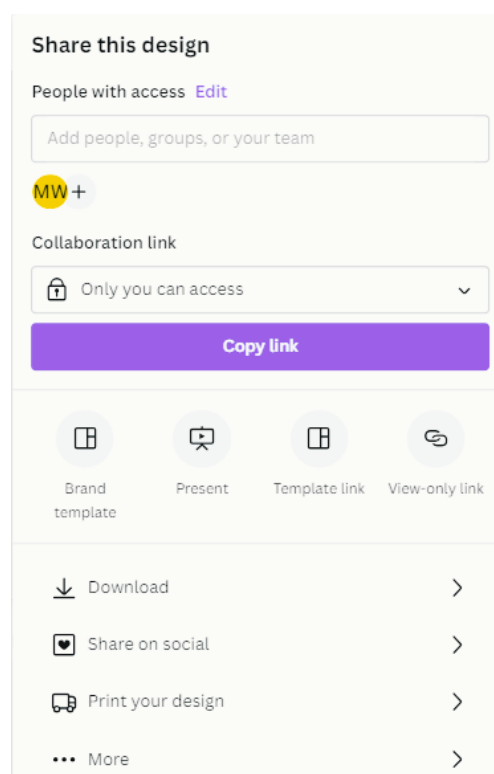 Share this design
People with access Edit
Add people, groups, or your team
MW +
Collaboration link
Only you can access
Copy link
Brand template
Present
Template link
View-only link
Download
Share on social
Print your design
More